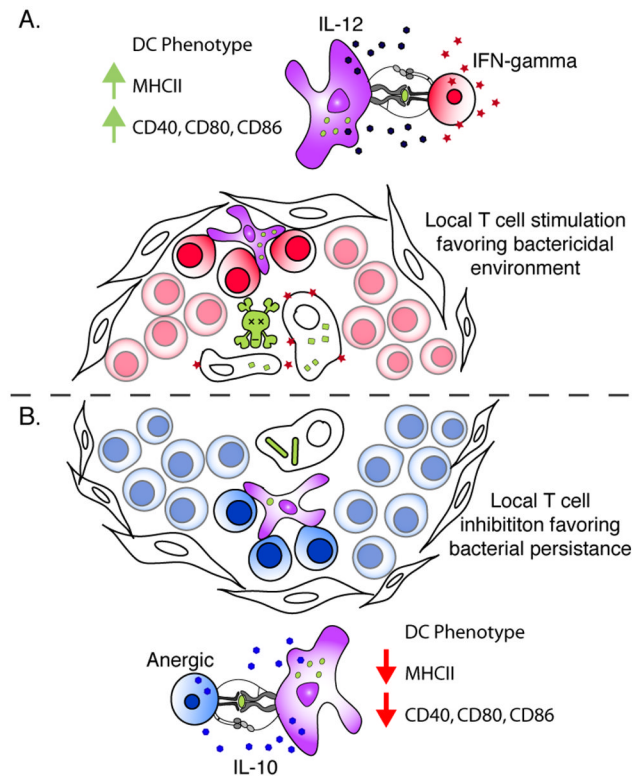 A.
IL-12
DC Phenotype
IFN-gamma
MHCII
CD40, CD80, CD86
Local T cell stimulation
favoring bactericidal
environment
B.
Local T cell
inhibititon favoring
bacterial persistance
DC Phenotype
Anergic
MHCII
CD40, CD80, CD86
IL-10